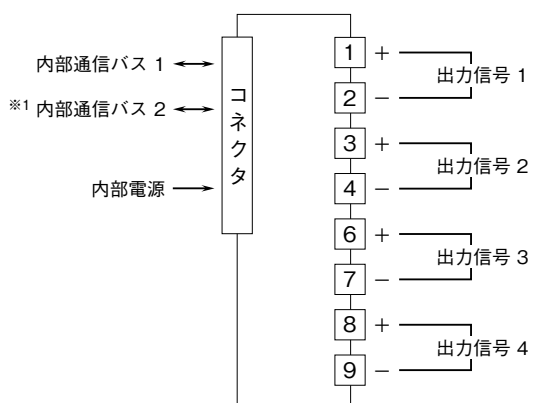 内部通信バス 1
※1 内部通信バス 2
内部電源
コネクタ
1 +
2 −
出力信号 1
3 +
4 −
出力信号 2
6 +
7 −
出力信号 3
8 +
9 −
出力信号 4